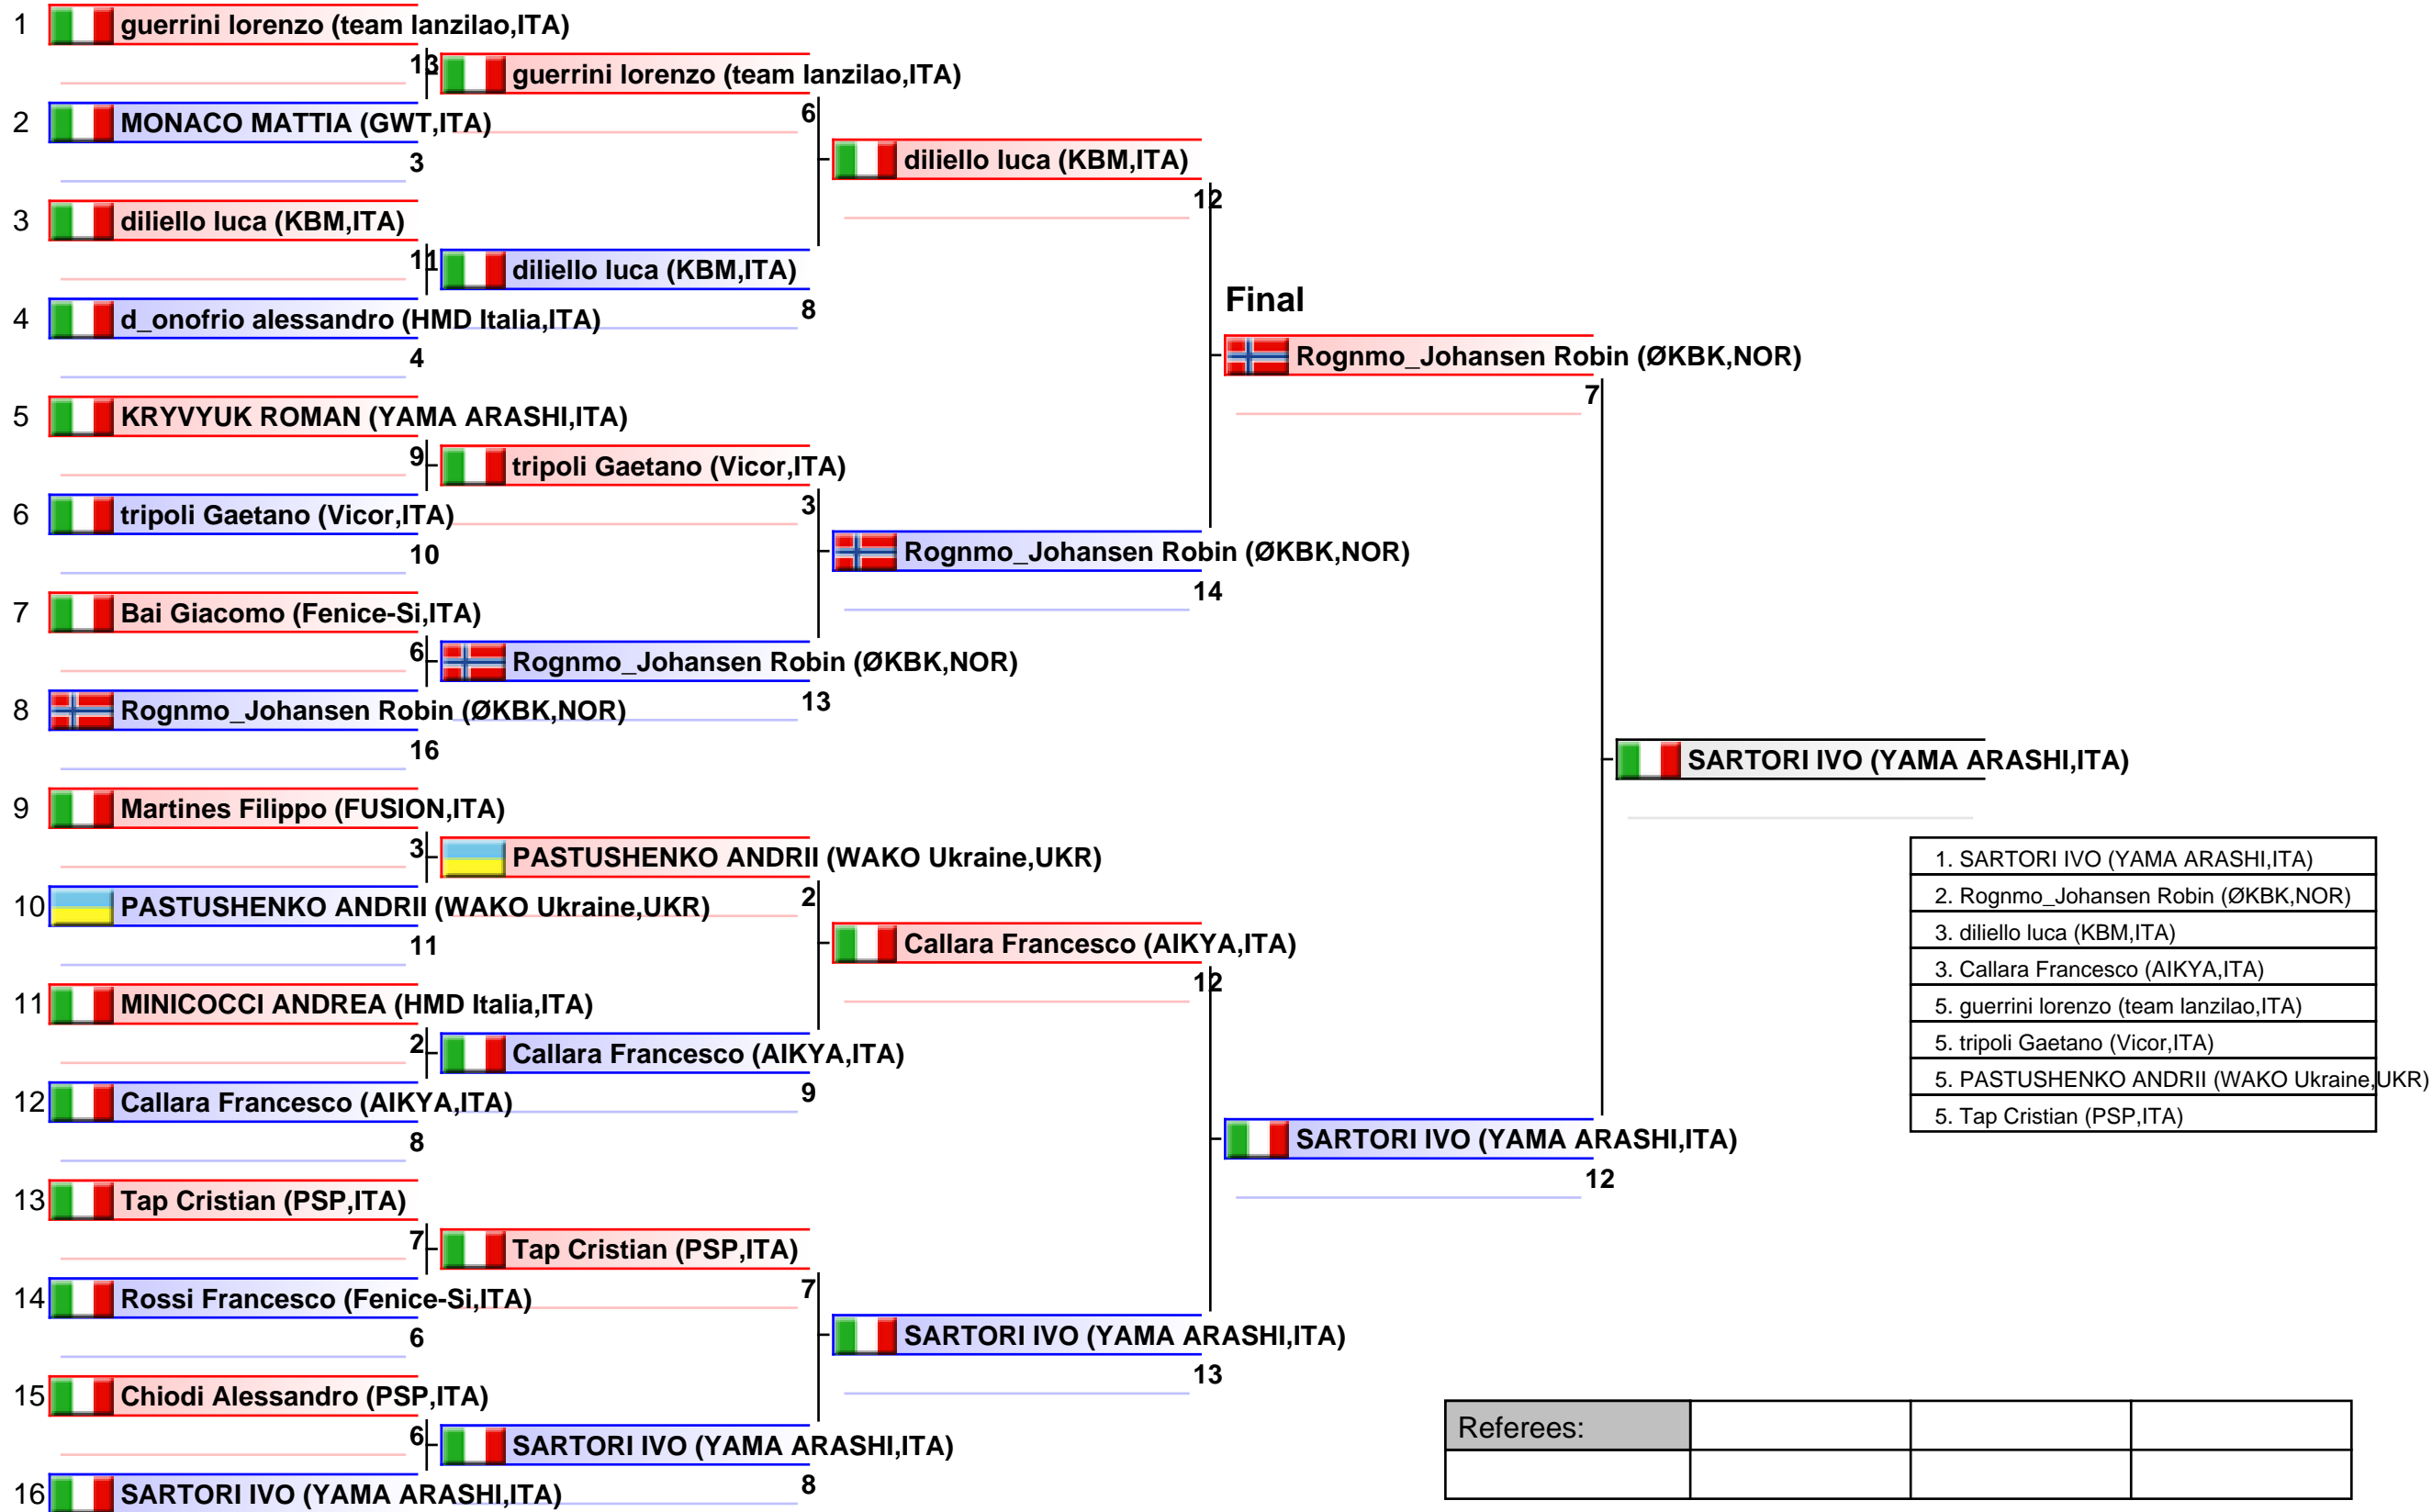 1 guerrini lorenzo (team lanzilao,ITA)
13
2 MONACO MATTIA (GWT,ITA)
3
3 diliello luca (KBM,ITA)
11
4 d_onofrio alessandro (HMD Italia,ITA)
4
5 KRYVYUK ROMAN (YAMA ARASHI,ITA)
9
6 tripoli Gaetano (Vicor,ITA)
10
7 Bai Giacomo (Fenice-Si,ITA)
6
8 Rognmo_Johansen Robin (ØKBK,NOR)
16
9 Martines Filippo (FUSION,ITA)
3
10 PASTUSHENKO ANDRII (WAKO Ukraine,UKR)
11
11 MINICOCCI ANDREA (HMD Italia,ITA)
2
12 Callara Francesco (AIKYA,ITA)
8
13 Tap Cristian (PSP,ITA)
7
14 Rossi Francesco (Fenice-Si,ITA)
6
15 Chiodi Alessandro (PSP,ITA)
6
16 SARTORI IVO (YAMA ARASHI,ITA)
guerrini lorenzo (team lanzilao,ITA)
6
diliello luca (KBM,ITA)
8
tripoli Gaetano (Vicor,ITA)
3
Rognmo_Johansen Robin (ØKBK,NOR)
13
PASTUSHENKO ANDRII (WAKO Ukraine,UKR)
2
Callara Francesco (AIKYA,ITA)
9
Tap Cristian (PSP,ITA)
7
SARTORI IVO (YAMA ARASHI,ITA)
8
diliello luca (KBM,ITA)
12
Rognmo_Johansen Robin (ØKBK,NOR)
14
Callara Francesco (AIKYA,ITA)
12
SARTORI IVO (YAMA ARASHI,ITA)
13
Final
Rognmo_Johansen Robin (ØKBK,NOR)
7
SARTORI IVO (YAMA ARASHI,ITA)
12
SARTORI IVO (YAMA ARASHI,ITA)
1. SARTORI IVO (YAMA ARASHI,ITA)
2. Rognmo_Johansen Robin (ØKBK,NOR)
3. diliello luca (KBM,ITA)
3. Callara Francesco (AIKYA,ITA)
5. guerrini lorenzo (team lanzilao,ITA)
5. tripoli Gaetano (Vicor,ITA)
5. PASTUSHENKO ANDRII (WAKO Ukraine,UKR)
5. Tap Cristian (PSP,ITA)
Referees: